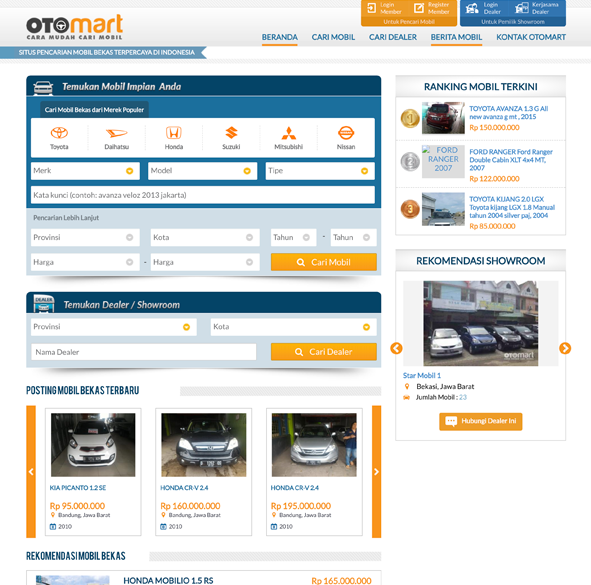 OTOmart
CARA MUDAH CARI MOBIL
Login Member
Register Member
Untuk Pencari Mobil
Login Dealer
Kerjasama Dealer
Untuk Pemilik Showroom
BERANDA CARI MOBIL CARI DEALER BERITA MOBIL KONTAK OTOMART
SITUS PENCARIAN MOBIL BEKAS TERPERCAYA DI INDONESIA
Temukan Mobil Impian Anda
Cari Mobil Bekas dari Merek Populer
Toyota Daihatsu Honda Suzuki Mitsubishi Nissan
Merk Model Tipe
Kata kunci (contoh: avanza veloz 2013 jakarta)
Pencarian Lebih Lanjut
Provinsi Kota Tahun - Tahun
Harga - Harga Cari Mobil
DEALER
Temukan Dealer / Showroom
Provinsi Kota
Nama Dealer Cari Dealer
POSTING MOBIL BEKAS TERBARU
KIA PICANTO 1.2 SE
Rp 95.000.000
Bandung, Jawa Barat
2010
HONDA CR-V 2.4
Rp 160.000.000
Bandung, Jawa Barat
2010
HONDA CR-V 2.4
Rp 195.000.000
Bandung, Jawa Barat
2010
REKOMENDASI MOBIL BEKAS
HONDA MOBILIO 1.5 RS Rp 165.000.000
RANKING MOBIL TERKINI
1
TOYOTA AVANZA 1.3 G All
new avanza g mt , 2015
Rp 150.000.000
2
FORD
RANGER
2007
FORD RANGER Ford Ranger
Double Cabin XLT 4x4 MT,
2007
Rp 122.000.000
3
TOYOTA KIJANG 2.0 LGX
Toyota kijang LGX 1.8 Manual
tahun 2004 silver paj, 2004
Rp 85.000.000
REKOMENDASI SHOWROOM
otomart
Star Mobil 1
Bekasi, Jawa Barat
Jumlah Mobil : 23
Hubungi Dealer Ini